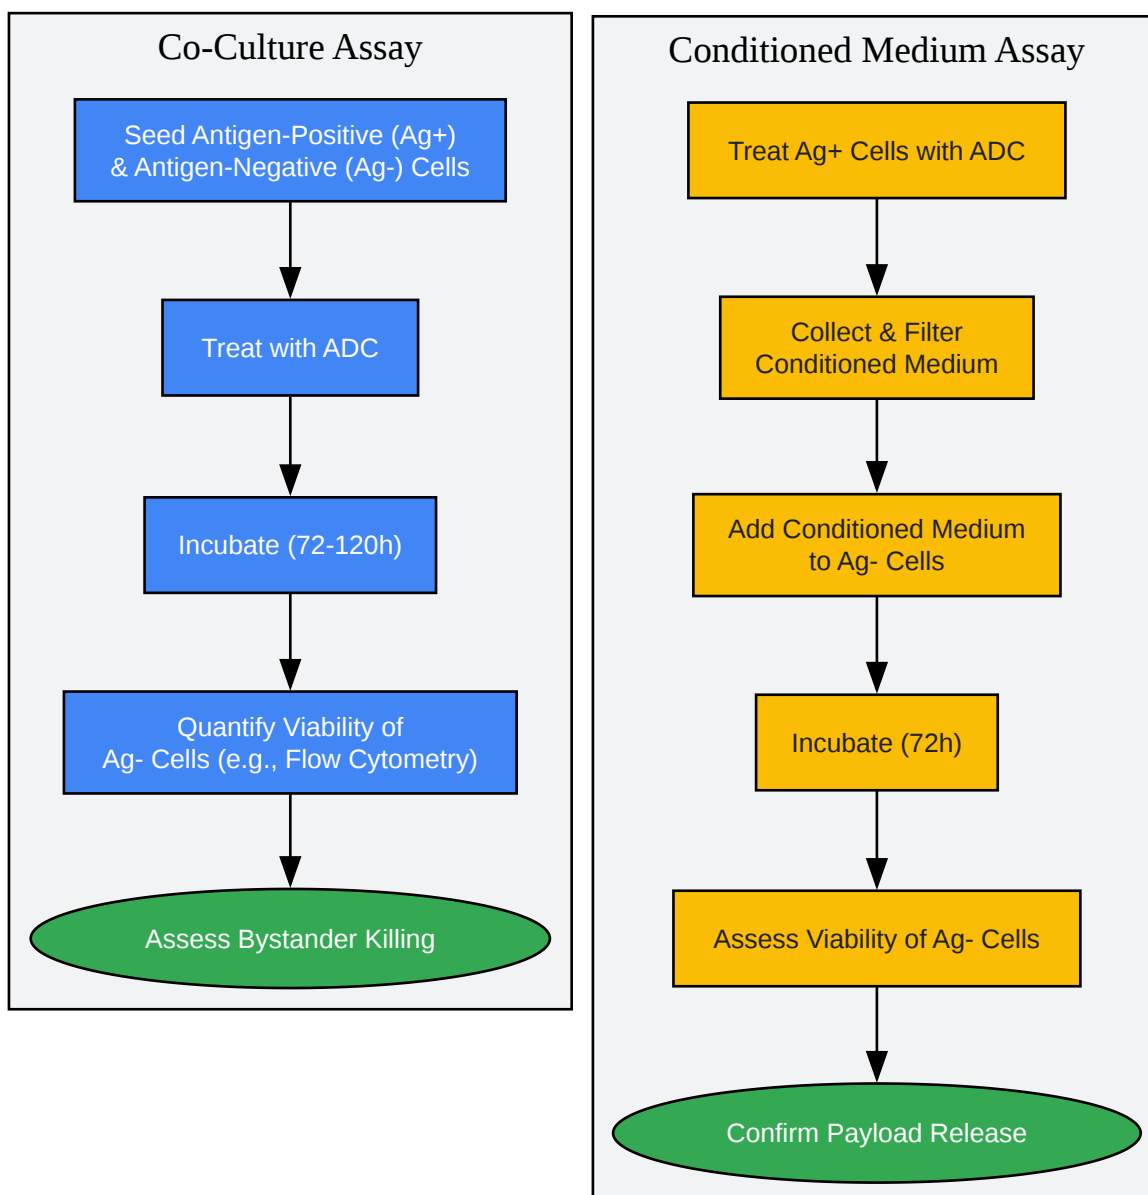 Co-Culture Assay
Seed Antigen-Positive (Ag+)
& Antigen-Negative (Ag-) Cells
Treat with ADC
Incubate (72-120h)
Quantify Viability of
Ag- Cells (e.g., Flow Cytometry)
Assess Bystander Killing
Conditioned Medium Assay
Treat Ag+ Cells with ADC
Collect & Filter
Conditioned Medium
Add Conditioned Medium
to Ag- Cells
Incubate (72h)
Assess Viability of Ag- Cells
Confirm Payload Release